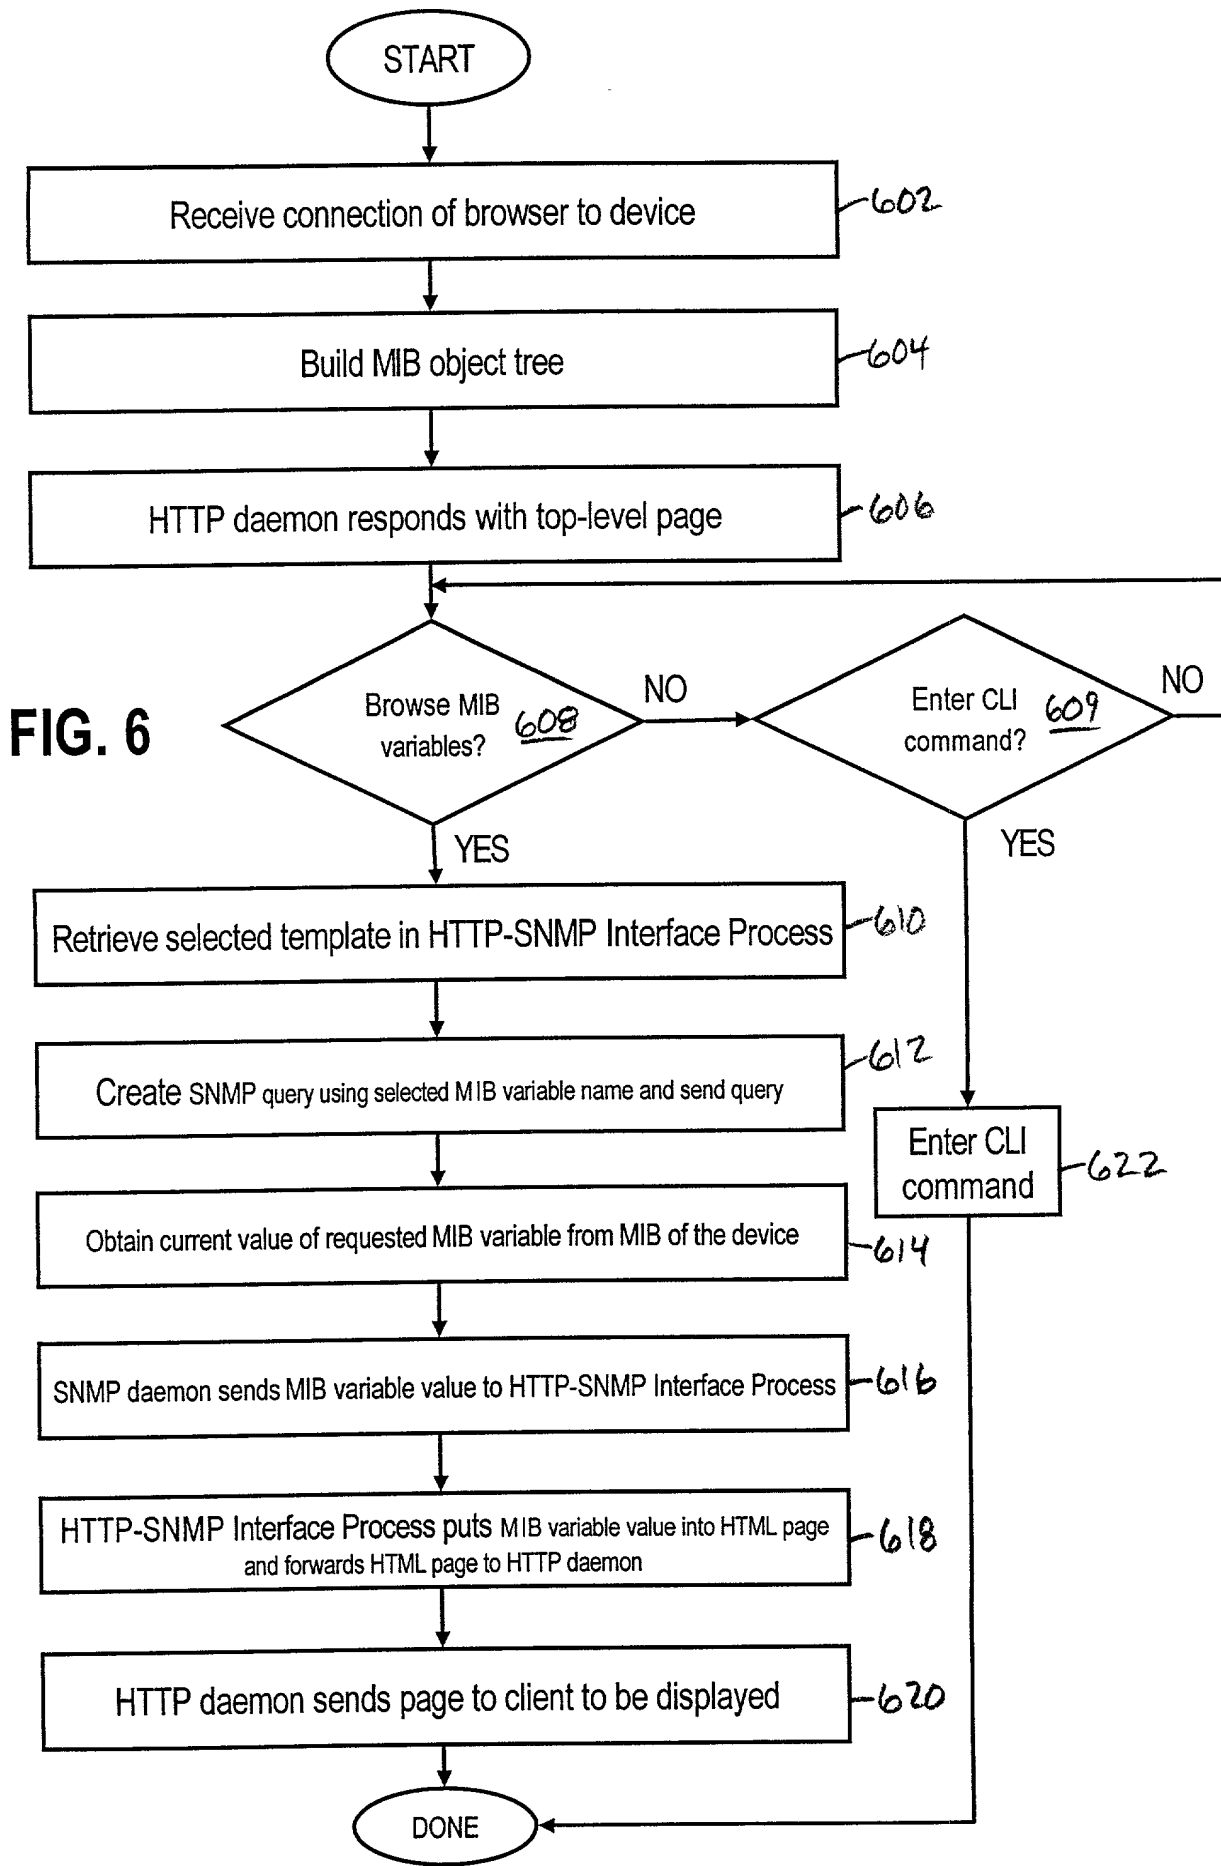 START
Receive connection of browser to device
602
Build MIB object tree
604
HTTP daemon responds with top-level page
606
FIG. 6
Browse MIB
variables?
608
NO
Enter CLI
command?
609
NO
YES
YES
Retrieve selected template in HTTP-SNMP Interface Process
610
Create SNMP query using selected MIB variable name and send query
612
Enter CLI
command
622
Obtain current value of requested MIB variable from MIB of the device
614
SNMP daemon sends MIB variable value to HTTP-SNMP Interface Process
616
HTTP-SNMP Interface Process puts MIB variable value into HTML page
and forwards HTML page to HTTP daemon
618
HTTP daemon sends page to client to be displayed
620
DONE